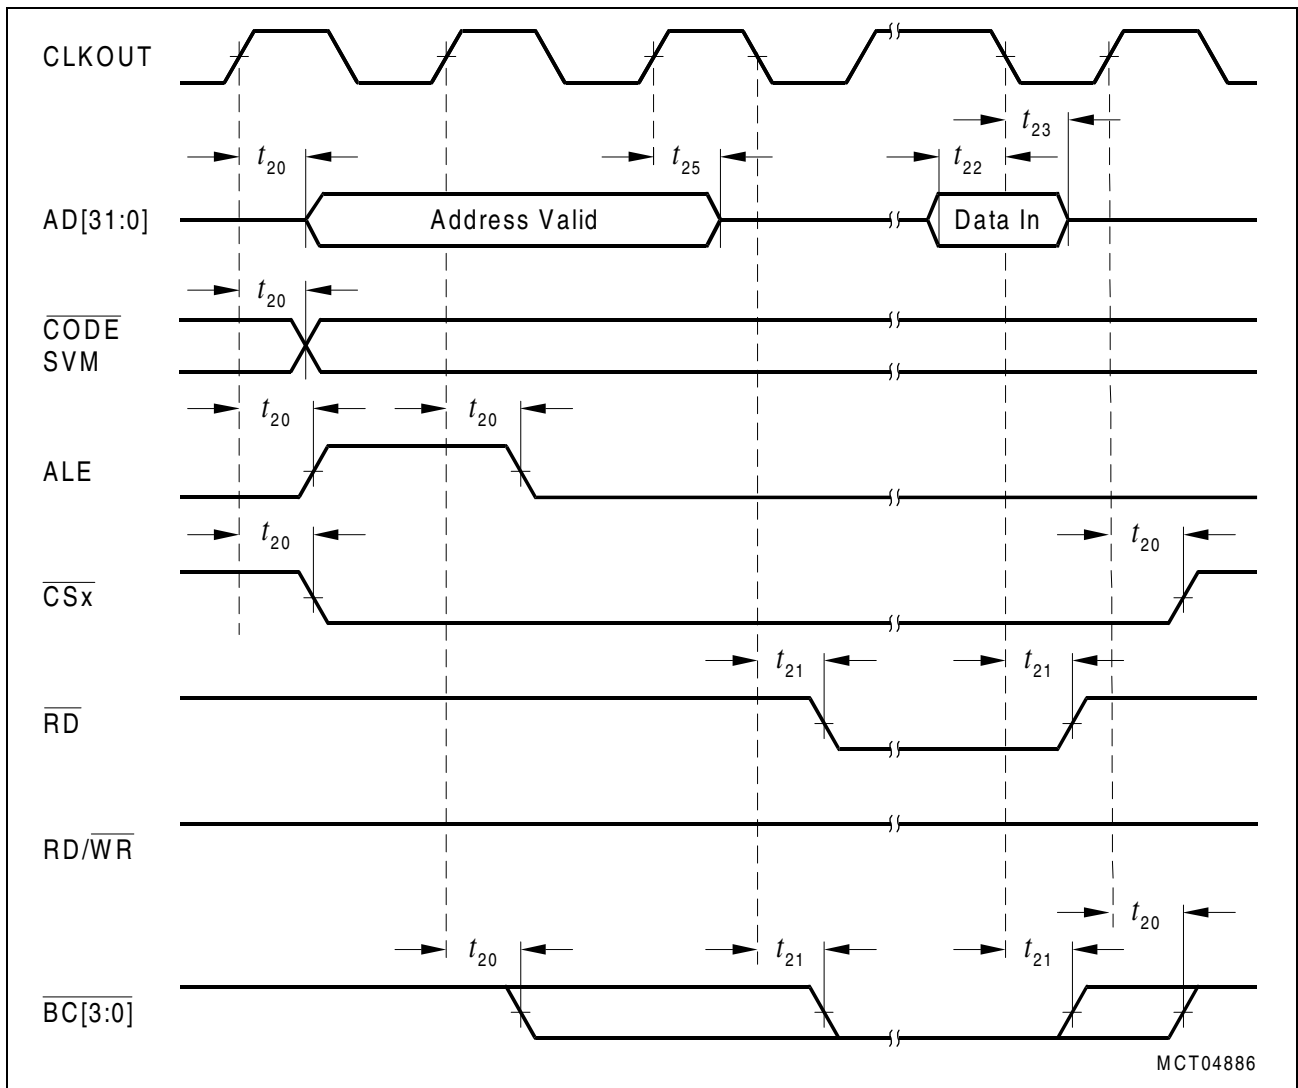 CLKOUT
t23
t20
t25
t22
AD[31:0]
Address Valid
Data In
t20
CODE
SVM
t20
t20
ALE
t20
t20
CSx
t21
t21
RD
RD/WR
t20
t20
t21
t21
BC[3:0]
MCT04886